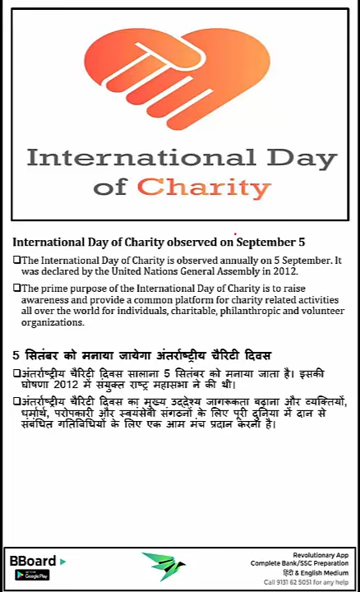 International Day
of Charity
International Day of Charity observed on September 5
❑The International Day of Charity is observed annually on 5 September. It
was declared by the United Nations General Assembly in 2012.
❑The prime purpose of the International Day of Charity is to raise
awareness and provide a common platform for charity related activities
all over the world for individuals, charitable, philanthropic and volunteer
organizations.
5 सितंबर को मनाया जायेगा अंतर्राष्ट्रीय चैरिटी दिवस
❑अंतर्राष्ट्रीय चैरिटी दिवस सालाना 5 सितंबर को मनाया जाता है। इसकी
घोषणा 2012 में संयुक्त राष्ट्र महासभा ने की थी।
❑अंतर्राष्ट्रीय चैरिटी दिवस का मुख्य उद्देश्य जागरूकता बढ़ाना और व्यक्तियों,
धर्मार्थ, परोपकारी और स्वयंसेवी संगठनों के लिए पूरी दुनिया में दान से
संबंधित गतिविधियों के लिए एक आम मंच प्रदान करना है।
BBoard
Google Play
Revolutionary App
Complete Bank/SSC Preparation
हिंदी & English Medium
Call 9131 62 5051 for any help